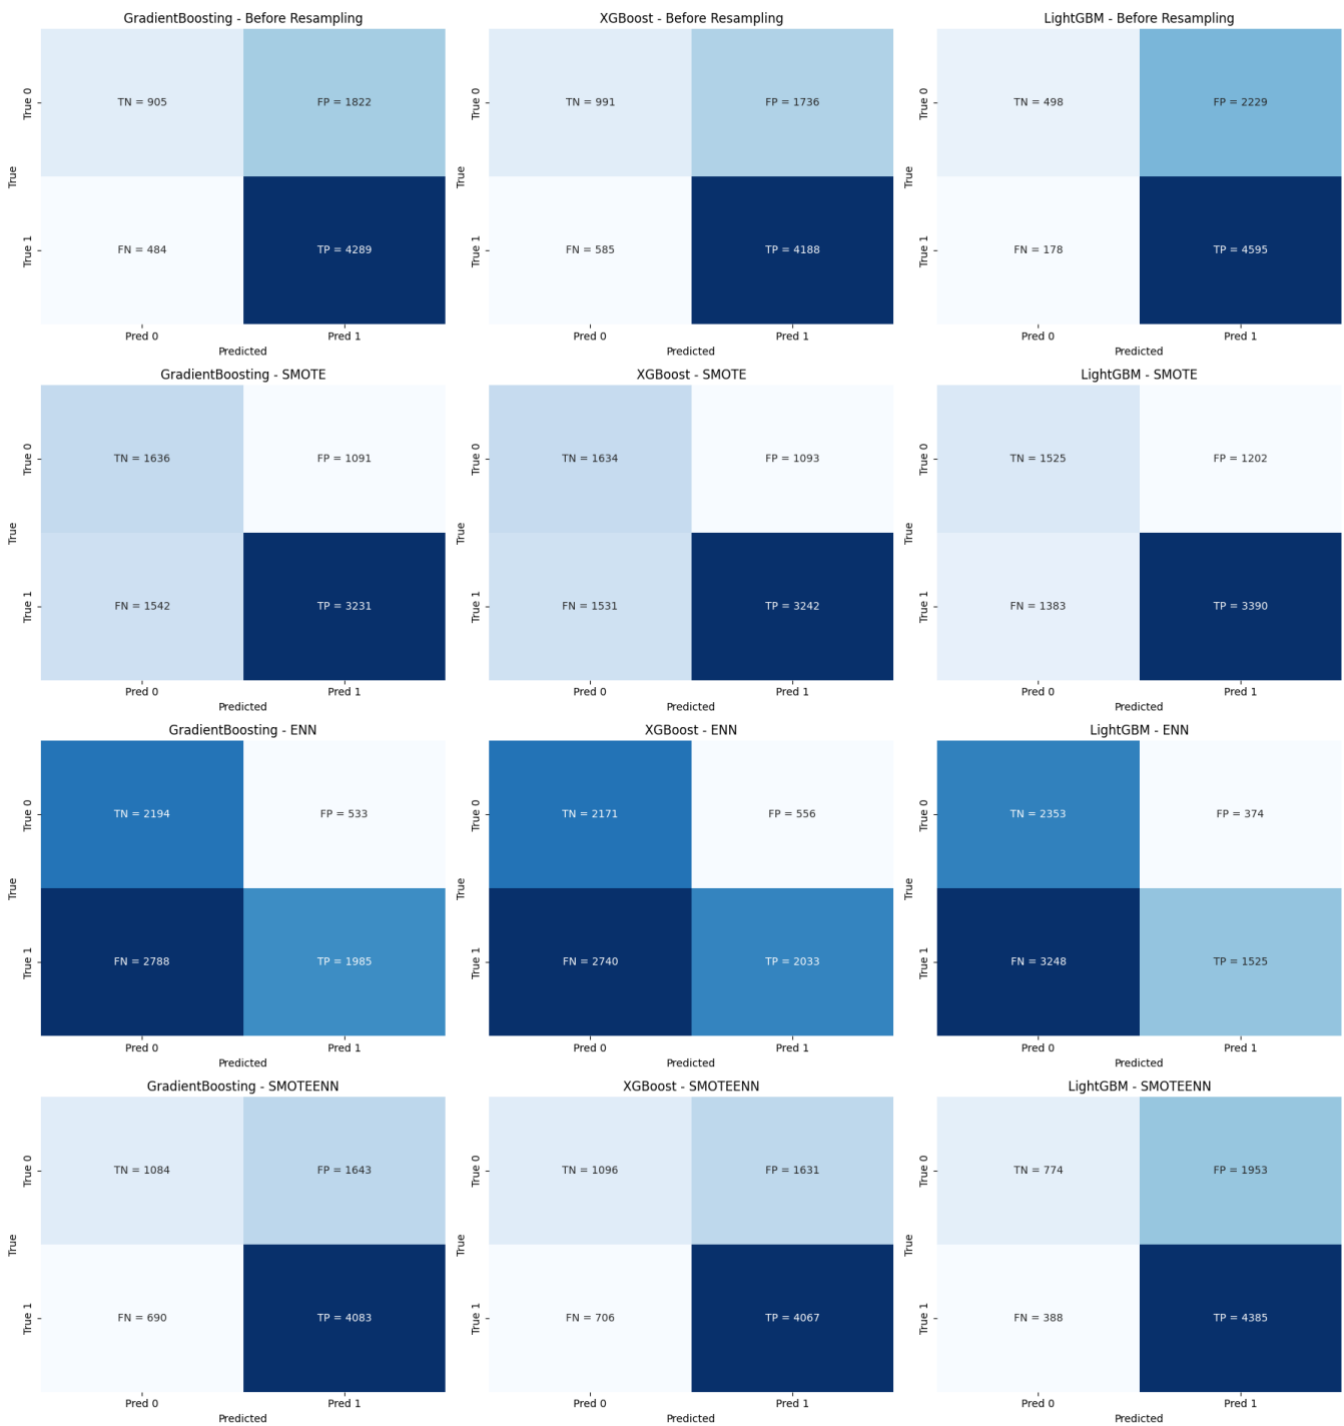 GradientBoosting - Before Resampling
XGBoost - Before Resampling
LightGBM - Before Resampling
True 0
TN = 905
FP = 1822
True 0
TN = 991
FP = 1736
True 0
TN = 498
FP = 2229
True
True
True
True 1
FN = 484
TP = 4289
True 1
FN = 585
TP = 4188
True 1
FN = 178
TP = 4595
Pred 0
Pred 1
Pred 0
Pred 1
Pred 0
Pred 1
Predicted
Predicted
Predicted
GradientBoosting - SMOTE
XGBoost - SMOTE
LightGBM - SMOTE
True 0
TN = 1636
FP = 1091
True 0
TN = 1634
FP = 1093
True 0
TN = 1525
FP = 1202
True
True
True
True 1
FN = 1542
TP = 3231
True 1
FN = 1531
TP = 3242
True 1
FN = 1383
TP = 3390
Pred 0
Pred 1
Pred 0
Pred 1
Pred 0
Pred 1
Predicted
Predicted
Predicted
GradientBoosting - ENN
XGBoost - ENN
LightGBM - ENN
True 0
TN = 2194
FP = 533
True 0
TN = 2171
FP = 556
True 0
TN = 2353
FP = 374
True
True
True
True 1
FN = 2788
TP = 1985
True 1
FN = 2740
TP = 2033
True 1
FN = 3248
TP = 1525
Pred 0
Pred 1
Pred 0
Pred 1
Pred 0
Pred 1
Predicted
Predicted
Predicted
GradientBoosting - SMOTEENN
XGBoost - SMOTEENN
LightGBM - SMOTEENN
True 0
TN = 1084
FP = 1643
True 0
TN = 1096
FP = 1631
True 0
TN = 774
FP = 1953
True
True
True
True 1
FN = 690
TP = 4083
True 1
FN = 706
TP = 4067
True 1
FN = 388
TP = 4385
Pred 0
Pred 1
Pred 0
Pred 1
Pred 0
Pred 1
Predicted
Predicted
Predicted